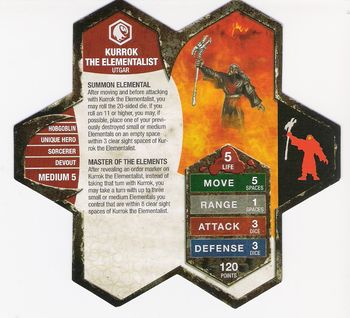 KURROK
THE ELEMENTALIST
UTGAR
SUMMON ELEMENTAL
After moving and before attacking
with Kurrok the Elementalist, you
may roll the 20-sided die. If you
roll an 11 or higher, you may, if
possible, place one of your previ-
ously destroyed small or medium
Elementals on an empty space
within 3 clear sight spaces of Kur-
rok the Elementalist.
MASTER OF THE ELEMENTS
After revealing an order marker on
Kurrok the Elementalist, instead of
taking that turn with Kurrok, you
may take a turn with up to three
small or medium Elementals you
control that are within 8 clear sight
spaces of Kurrok the Elementalist.
HOBGOBLIN
UNIQUE HERO
SORCERER
DEVOUT
MEDIUM 5
5
LIFE
MOVE 5
SPACES
RANGE 1
SPACES
ATTACK 3
DICE
DEFENSE 3
DICE
120
POINTS